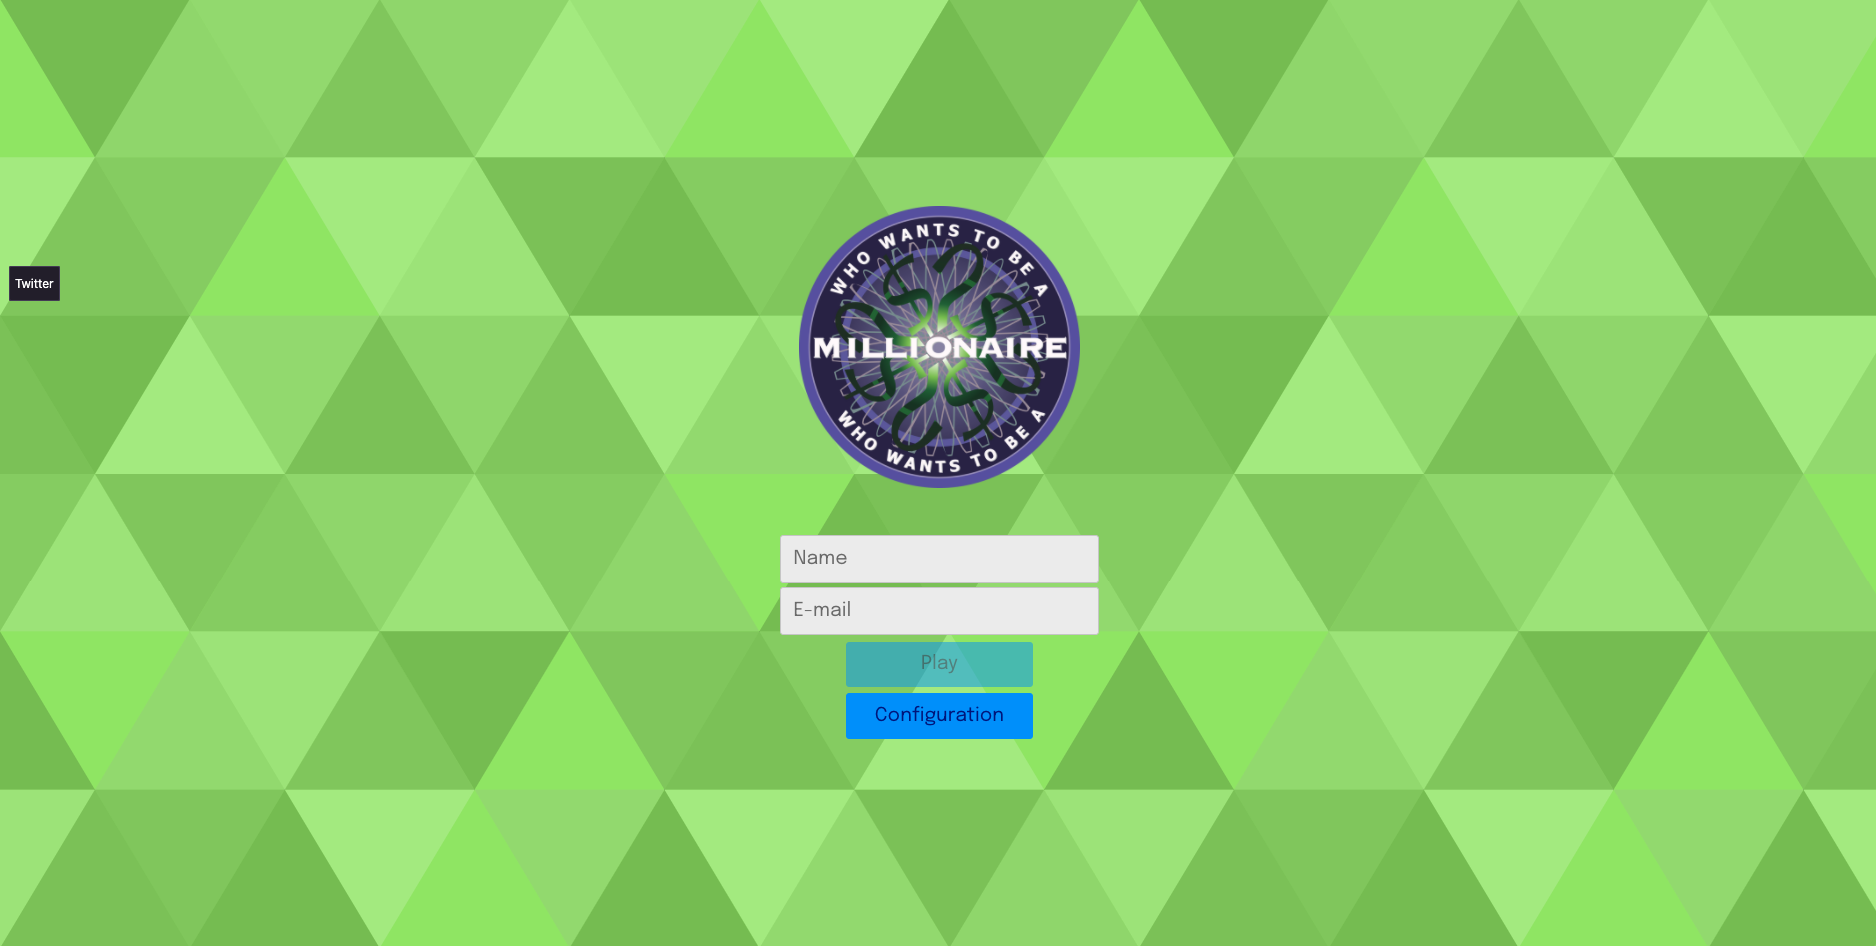 WHO WANTS TO BE A
Twitter
MILLIONAIRE
WHO WANTS TO BE A
Name
E-mail
Play
Configuration